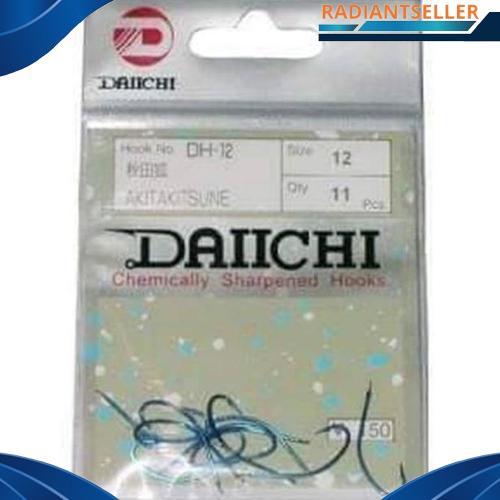 RADIANTSELLER
DAIICHI
Hook No. DH-12
Size 12
秋田狐
AKITAKITSUNE
Qty 11 Pcs.
DAIICHI
Chemically Sharpened Hooks
150